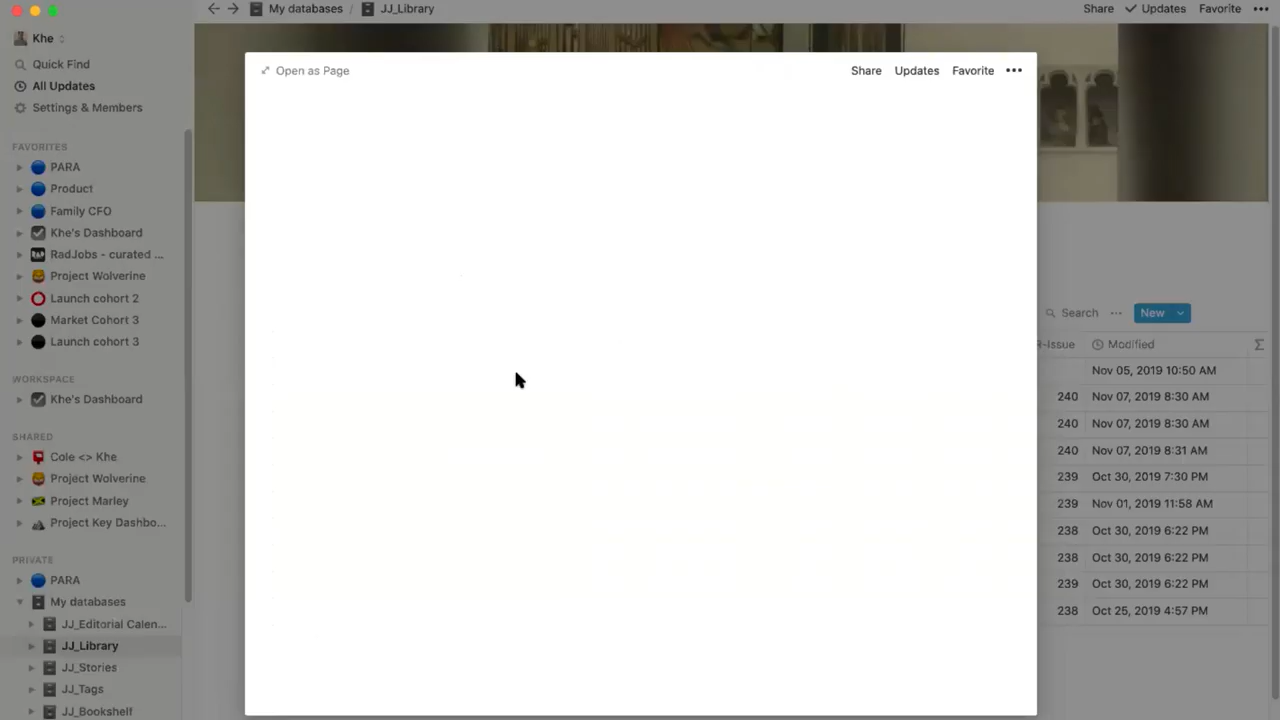 My databases / JJ_Library
Share Updates Favorite •••
Khe
Quick Find
All Updates
Settings & Members
FAVORITES
PARA
Product
Family CFO
Khe's Dashboard
RadJobs - curated ...
Project Wolverine
Launch cohort 2
Market Cohort 3
Launch cohort 3
WORKSPACE
Khe's Dashboard
SHARED
Cole <> Khe
Project Wolverine
Project Marley
Project Key Dashbo...
PRIVATE
PARA
My databases
JJ_Editorial Calen...
JJ_Library
JJ_Stories
JJ_Tags
JJ_Bookshelf
Open as Page
Share Updates Favorite •••
Search ••• New
R-Issue Modified Σ
Nov 05, 2019 10:50 AM
240 Nov 07, 2019 8:30 AM
240 Nov 07, 2019 8:30 AM
240 Nov 07, 2019 8:31 AM
239 Oct 30, 2019 7:30 PM
239 Nov 01, 2019 11:58 AM
238 Oct 30, 2019 6:22 PM
238 Oct 30, 2019 6:22 PM
239 Oct 30, 2019 6:22 PM
238 Oct 25, 2019 4:57 PM